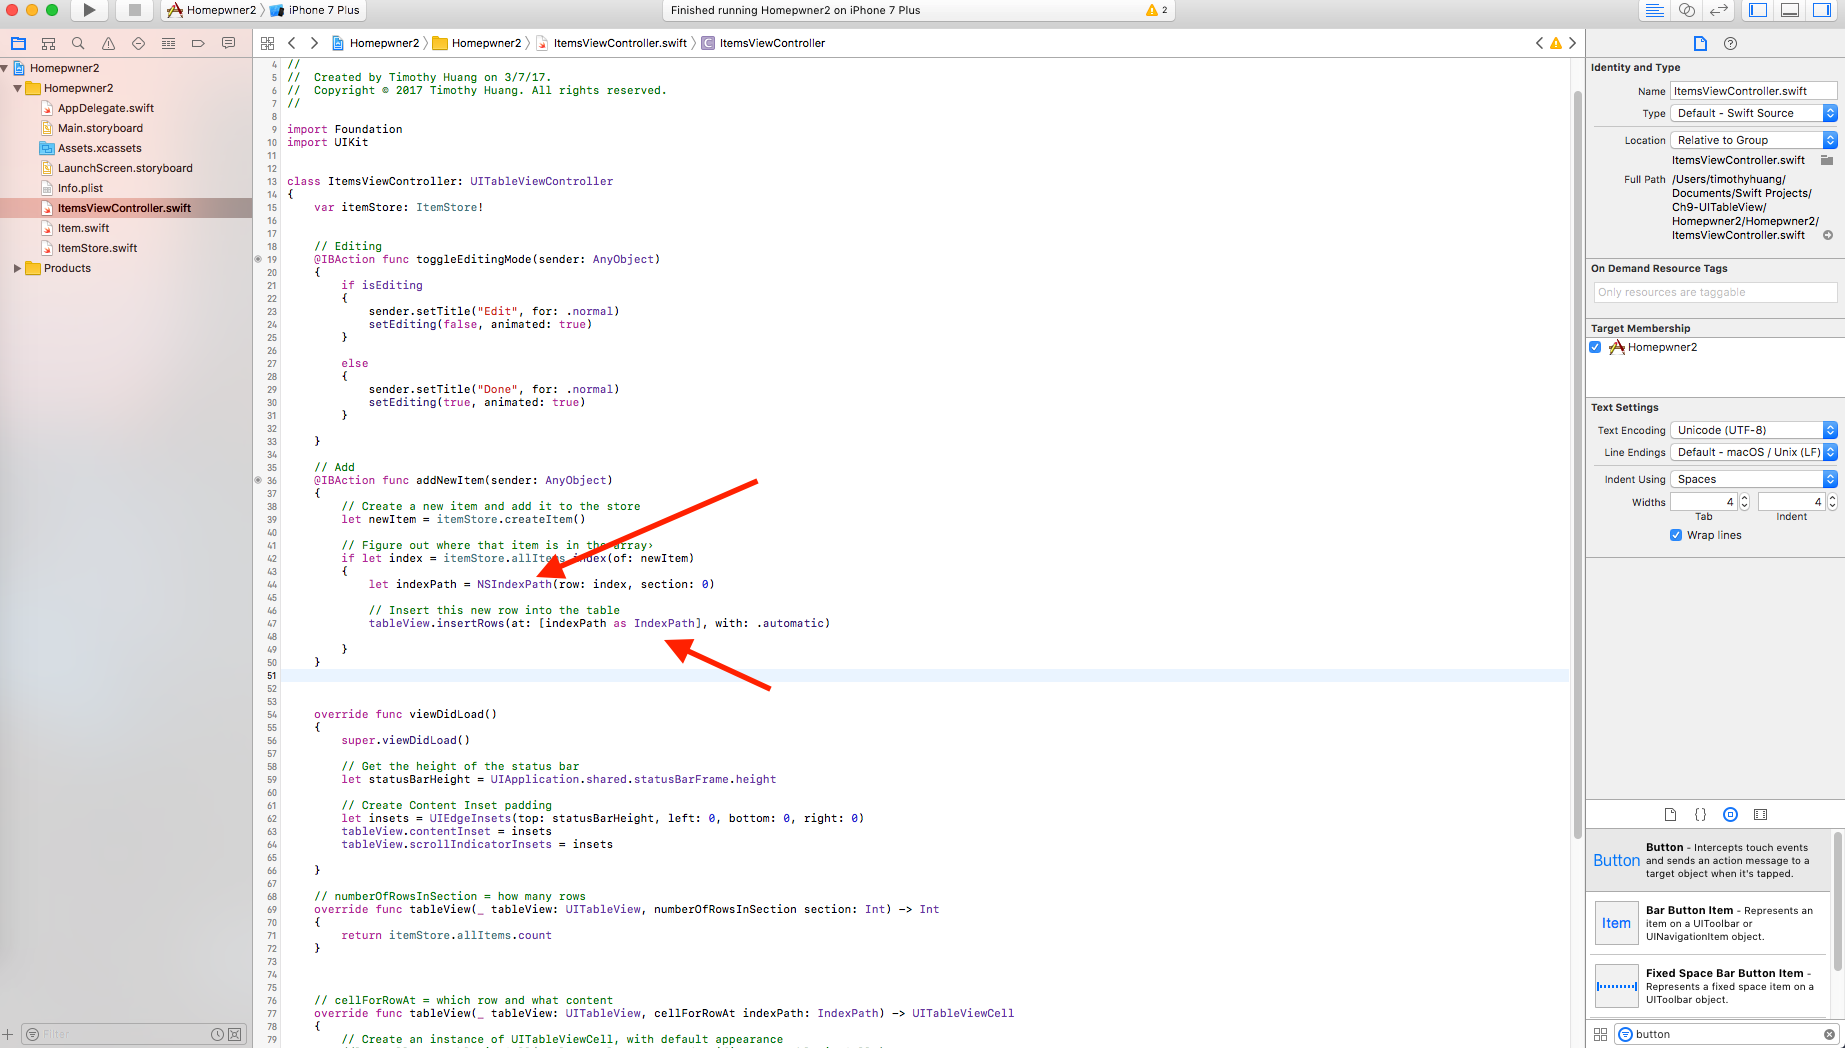 Homepwner2 iPhone 7 Plus
Finished running Homepwner2 on iPhone 7 Plus
2
Homepwner2
Homepwner2
AppDelegate.swift
Main.storyboard
Assets.xcassets
LaunchScreen.storyboard
Info.plist
ItemsViewController.swift
Item.swift
ItemStore.swift
Products
Filter
Homepwner2 Homepwner2 ItemsViewController.swift C ItemsViewController
4 //
5 //  Created by Timothy Huang on 3/7/17.
6 //  Copyright © 2017 Timothy Huang. All rights reserved.
7 //
8
9 import Foundation
10 import UIKit
11
12
13 class ItemsViewController: UITableViewController
14 {
15     var itemStore: ItemStore!
16
17
18     // Editing
19     @IBAction func toggleEditingMode(sender: AnyObject)
20     {
21         if isEditing
22         {
23             sender.setTitle("Edit", for: .normal)
24             setEditing(false, animated: true)
25         }
26
27         else
28         {
29             sender.setTitle("Done", for: .normal)
30             setEditing(true, animated: true)
31         }
32
33     }
34
35     // Add
36     @IBAction func addNewItem(sender: AnyObject)
37     {
38         // Create a new item and add it to the store
39         let newItem = itemStore.createItem()
40
41         // Figure out where that item is in the array>
42         if let index = itemStore.allItems.index(of: newItem)
43         {
44             let indexPath = NSIndexPath(row: index, section: 0)
45
46             // Insert this new row into the table
47             tableView.insertRows(at: [indexPath as IndexPath], with: .automatic)
48
49         }
50     }
51
52
53
54     override func viewDidLoad()
55     {
56         super.viewDidLoad()
57
58         // Get the height of the status bar
59         let statusBarHeight = UIApplication.shared.statusBarFrame.height
60
61         // Create Content Inset padding
62         let insets = UIEdgeInsets(top: statusBarHeight, left: 0, bottom: 0, right: 0)
63         tableView.contentInset = insets
64         tableView.scrollIndicatorInsets = insets
65
66     }
67
68     // numberOfRowsInSection = how many rows
69     override func tableView(_ tableView: UITableView, numberOfRowsInSection section: Int) -> Int
70     {
71         return itemStore.allItems.count
72     }
73
74
75
76     // cellForRowAt = which row and what content
77     override func tableView(_ tableView: UITableView, cellForRowAt indexPath: IndexPath) -> UITableViewCell
78     {
79         // Create an instance of UITableViewCell, with default appearance
Identity and Type
Name ItemsViewController.swift
Type Default - Swift Source
Location Relative to Group
ItemsViewController.swift
Full Path /Users/timothyhuang/
Documents/Swift Projects/
Ch9-UITableView/
Homepwner2/Homepwner2/
ItemsViewController.swift
On Demand Resource Tags
Only resources are taggable
Target Membership
Homepwner2
Text Settings
Text Encoding Unicode (UTF-8)
Line Endings Default - macOS / Unix (LF)
Indent Using Spaces
Widths 4 4
Tab Indent
Wrap lines
{}
Button Button - Intercepts touch events
and sends an action message to a
target object when it's tapped.
Item Bar Button Item - Represents an
item on a UIToolbar or
UINavigationItem object.
Fixed Space Bar Button Item -
Represents a fixed space item on a
UIToolbar object.
button